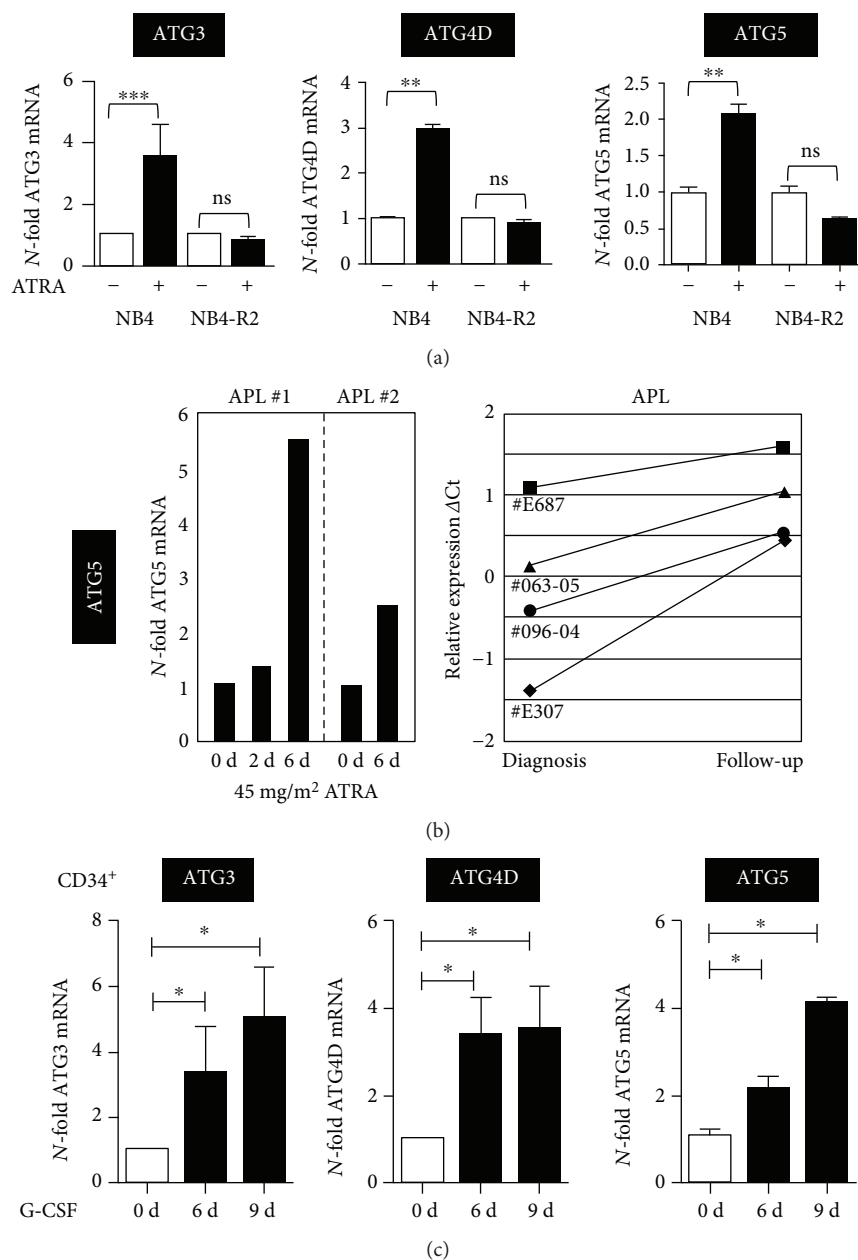 ATG3
ATG4D
ATG5
N-fold ATG3 mRNA
6
4
2
0
***
ns
N-fold ATG4D mRNA
4
3
2
1
0
**
ns
N-fold ATG5 mRNA
2.5
2.0
1.5
1.0
0.5
0.0
**
ns
ATRA − + − + − + − + − + − +
NB4 NB4-R2 NB4 NB4-R2 NB4 NB4-R2
(a)
ATG5
APL #1 APL #2
N-fold ATG5 mRNA
6
5
4
3
2
1
0
0 d 2 d 6 d 0 d 6 d
45 mg/m² ATRA
APL
Relative expression ΔCt
2
1
0
−1
−2
#E687
#063-05
#096-04
#E307
Diagnosis Follow-up
(b)
CD34⁺
ATG3
ATG4D
ATG5
N-fold ATG3 mRNA
8
6
4
2
0
*
*
N-fold ATG4D mRNA
6
4
2
0
*
*
N-fold ATG5 mRNA
6
4
2
0
*
*
G-CSF 0 d 6 d 9 d 0 d 6 d 9 d 0 d 6 d 9 d
(c)